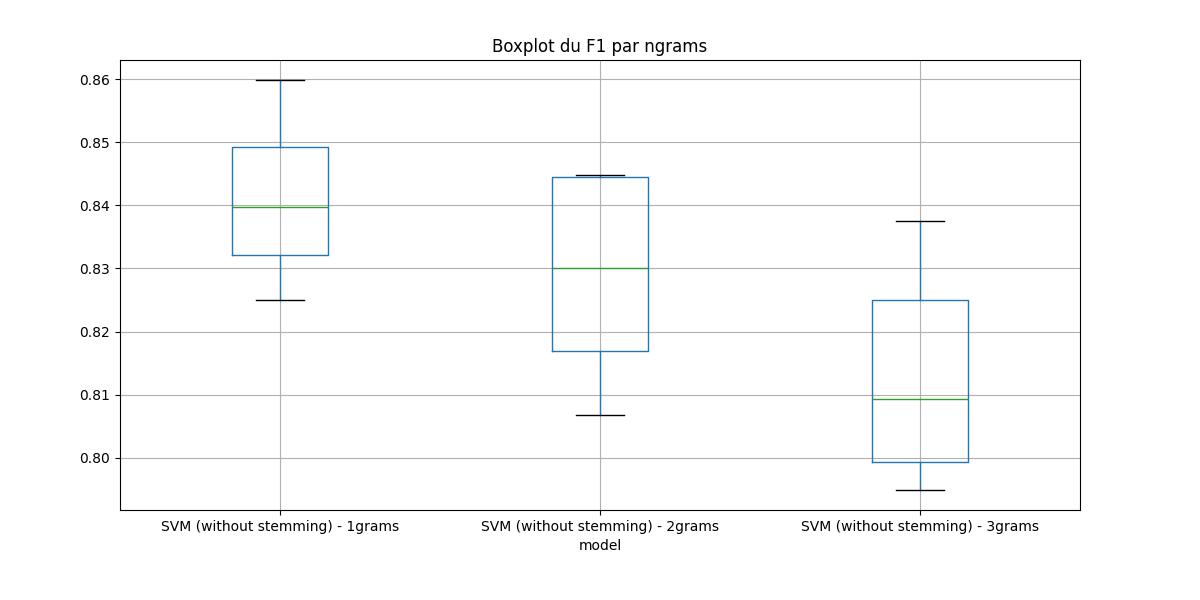 Boxplot du F1 par ngrams
0.86
0.85
0.84
0.83
0.82
0.81
0.80
SVM (without stemming) - 1grams
SVM (without stemming) - 2grams
SVM (without stemming) - 3grams
model